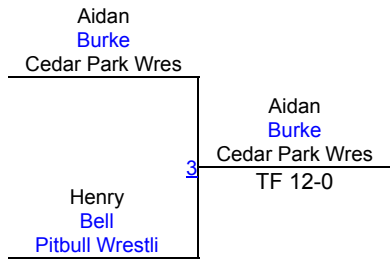 Aidan
Burke
Cedar Park Wres
Aidan
Burke
Cedar Park Wres
3
TF 12-0
Henry
Bell
Pitbull Wrestli